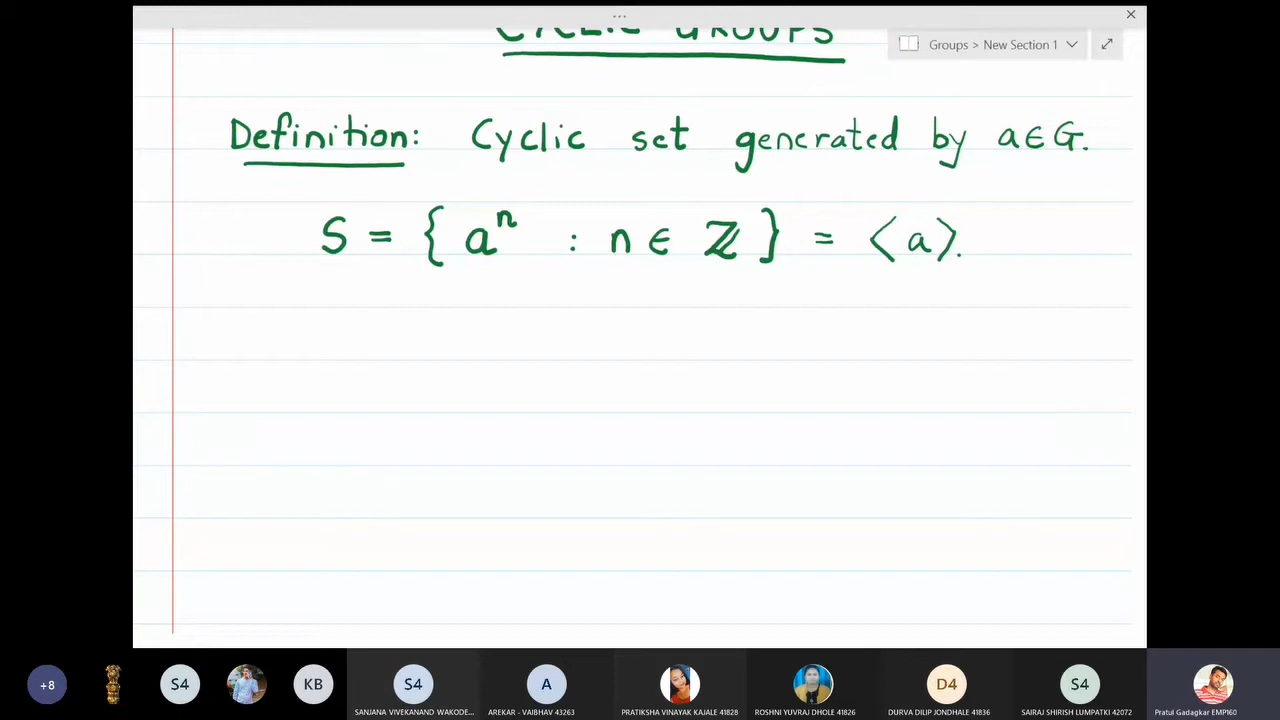 CYCLIC GROUPS
Groups > New Section 1
Definition: Cyclic set generated by a∈G.
S = { aⁿ : n ∈ ℤ } = ⟨a⟩.
+8
S4
KB
S4
A
D4
S4
SANJANA VIVEKANAND WAKODE...
AREKAR - VAIBHAV 43263
PRATIKSHA VINAYAK KAJALE 41828
ROSHNI YUVRAJ DHOLE 41826
DURVA DILIP JONDHALE 41836
SAIRAJ SHIRISH LUMPATKI 42072
Pratul Gadagkar EMP160